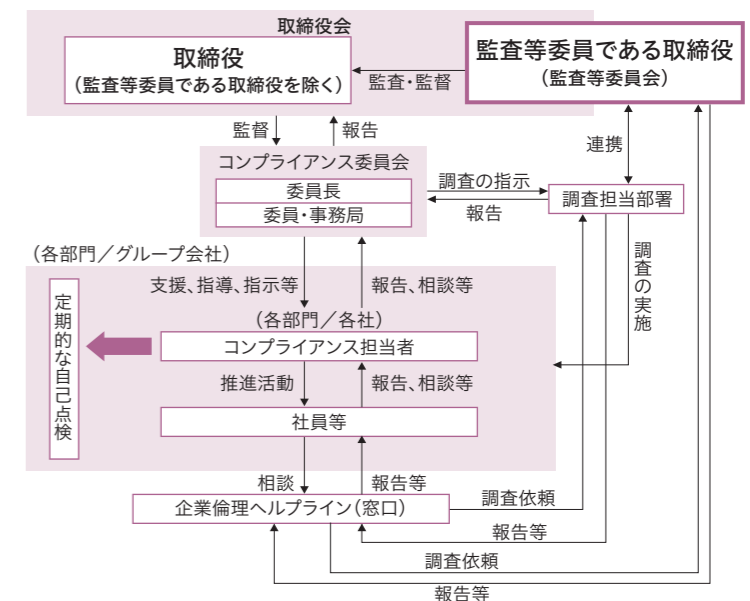 取締役会
取締役
（監査等委員である取締役を除く）
監査等委員である取締役
（監査等委員会）
監査・監督
監督
報告
連携
コンプライアンス委員会
委員長
委員・事務局
調査の指示
報告
調査担当部署
（各部門／グループ会社）
支援、指導、指示等
報告、相談等
調査の実施
定期的な自己点検
（各部門／各社）
コンプライアンス担当者
推進活動
報告、相談等
社員等
相談
報告等
企業倫理ヘルプライン（窓口）
調査依頼
報告等
調査依頼
報告等